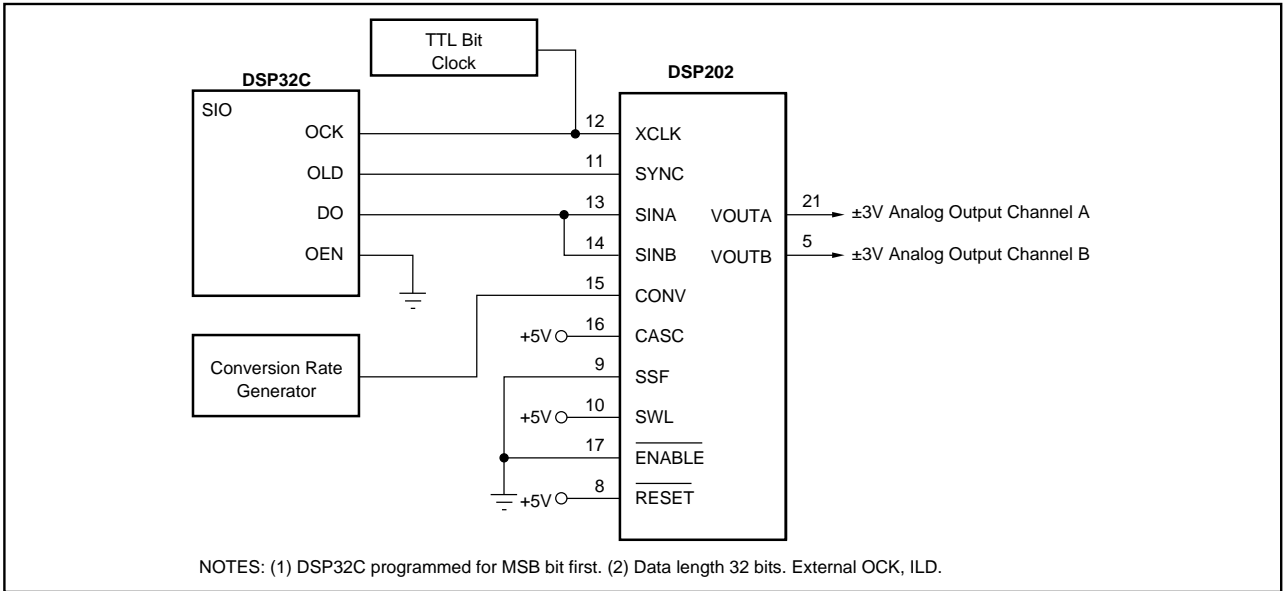 TTL Bit
Clock
DSP32C
DSP202
SIO
OCK
12
XCLK
OLD
11
SYNC
DO
13
SINA
VOUTA
21
±3V Analog Output Channel A
OEN
14
SINB
VOUTB
5
±3V Analog Output Channel B
15
CONV
+5V
16
CASC
Conversion Rate
Generator
9
SSF
+5V
10
SWL
17
ENABLE
+5V
8
RESET
NOTES: (1) DSP32C programmed for MSB bit first. (2) Data length 32 bits. External OCK, ILD.